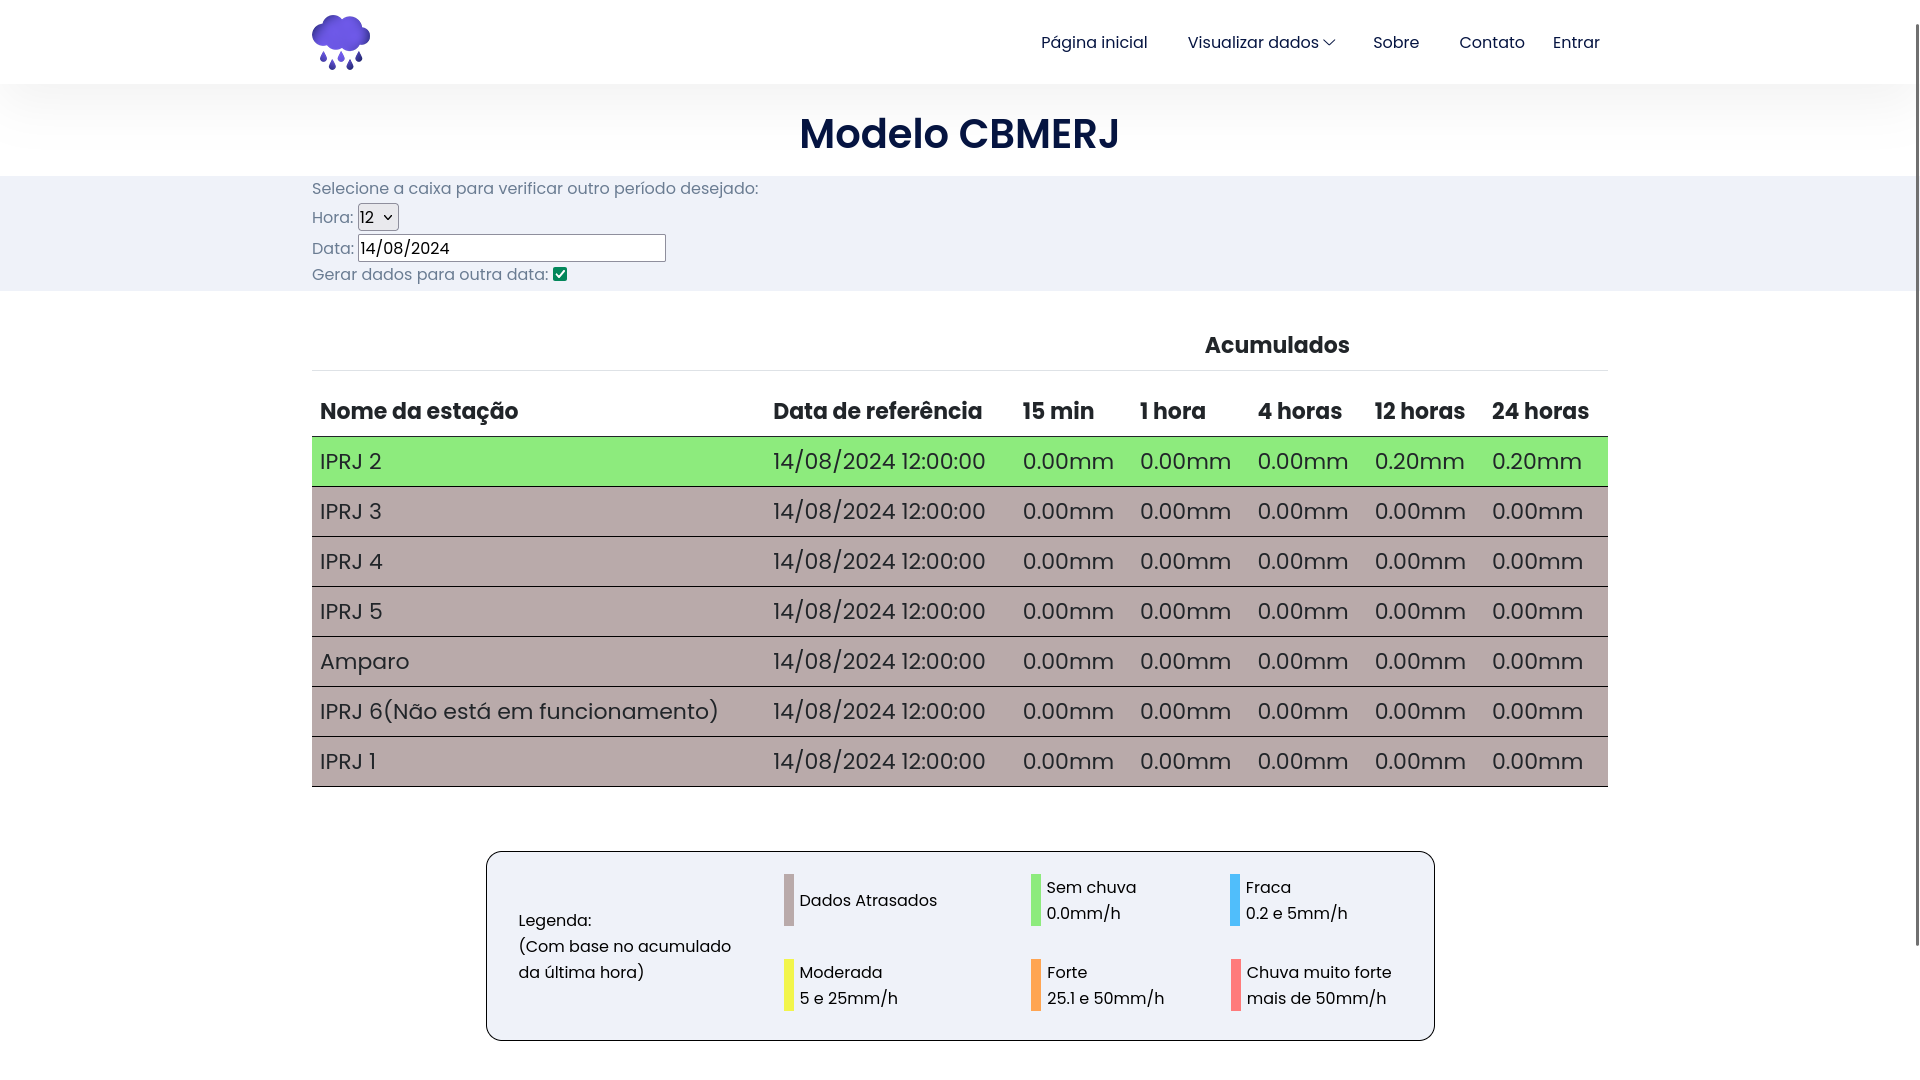 Página inicial Visualizar dados Sobre Contato Entrar
Modelo CBMERJ
Selecione a caixa para verificar outro período desejado:
Hora: 12
Data: 14/08/2024
Gerar dados para outra data:
Acumulados
Nome da estação Data de referência 15 min 1 hora 4 horas 12 horas 24 horas
IPRJ 2 14/08/2024 12:00:00 0.00mm 0.00mm 0.00mm 0.20mm 0.20mm
IPRJ 3 14/08/2024 12:00:00 0.00mm 0.00mm 0.00mm 0.00mm 0.00mm
IPRJ 4 14/08/2024 12:00:00 0.00mm 0.00mm 0.00mm 0.00mm 0.00mm
IPRJ 5 14/08/2024 12:00:00 0.00mm 0.00mm 0.00mm 0.00mm 0.00mm
Amparo 14/08/2024 12:00:00 0.00mm 0.00mm 0.00mm 0.00mm 0.00mm
IPRJ 6(Não está em funcionamento) 14/08/2024 12:00:00 0.00mm 0.00mm 0.00mm 0.00mm 0.00mm
IPRJ 1 14/08/2024 12:00:00 0.00mm 0.00mm 0.00mm 0.00mm 0.00mm
Legenda:
(Com base no acumulado
da última hora)
Dados Atrasados
Sem chuva
0.0mm/h
Fraca
0.2 e 5mm/h
Moderada
5 e 25mm/h
Forte
25.1 e 50mm/h
Chuva muito forte
mais de 50mm/h